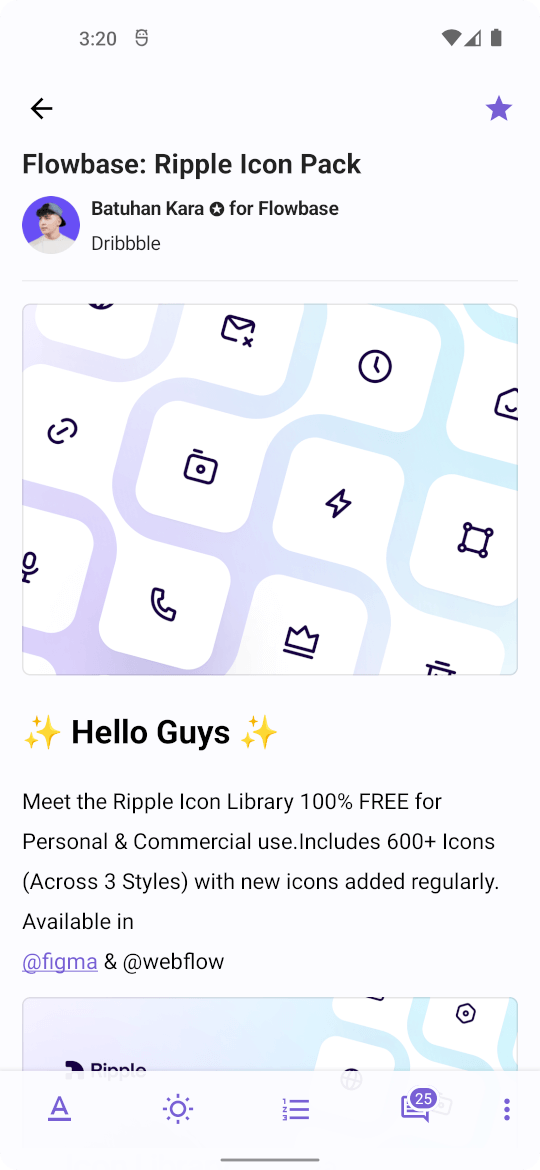 3:20
Flowbase: Ripple Icon Pack
Batuhan Kara ✪ for Flowbase
Dribbble
✨ Hello Guys ✨
Meet the Ripple Icon Library 100% FREE for
Personal & Commercial use.Includes 600+ Icons
(Across 3 Styles) with new icons added regularly.
Available in
@figma & @webflow
Ripple
A
25